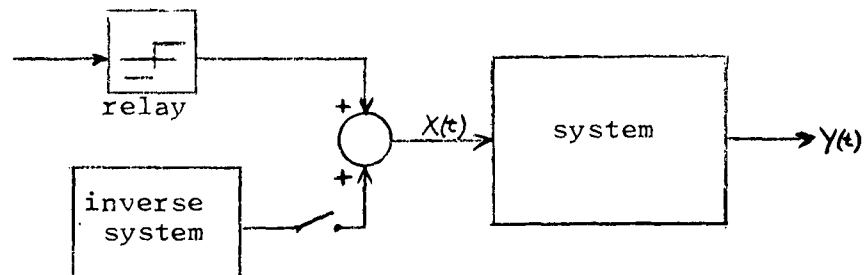 relay
+
X(t)
system
Y(t)
+
inverse
system